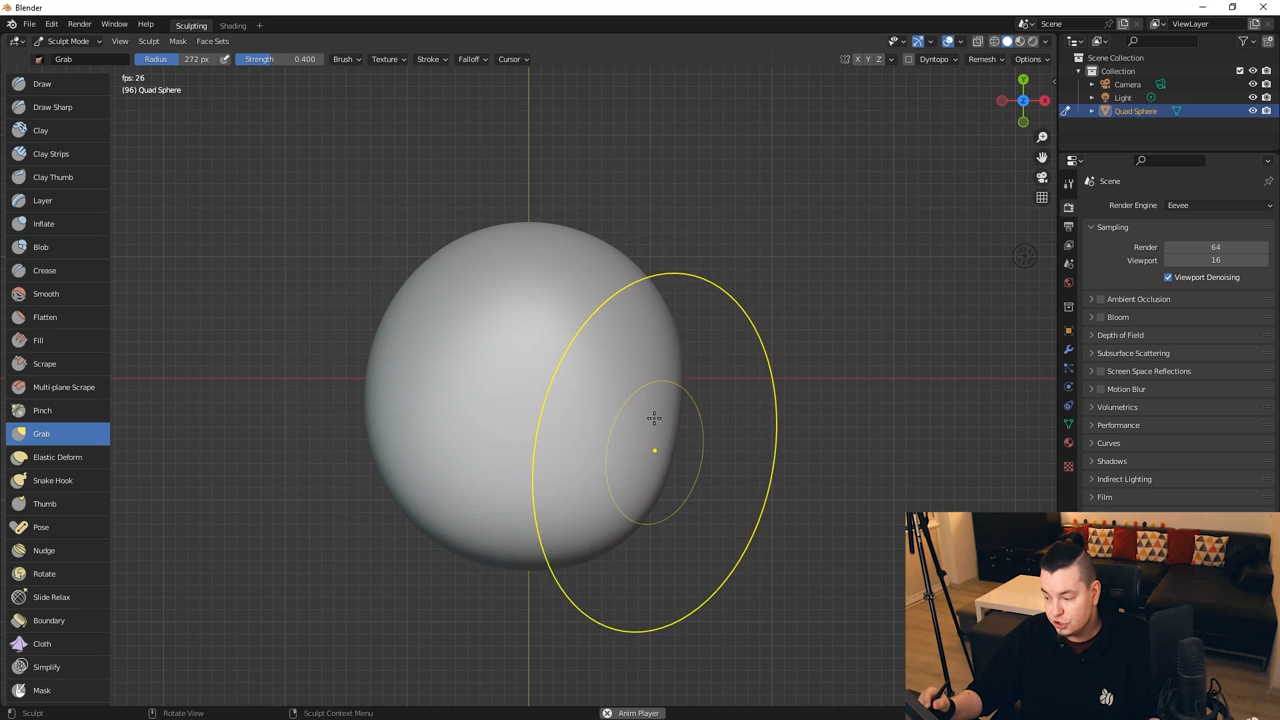 Blender
File Edit Render Window Help Sculpting Shading + Scene ViewLayer
Sculpt Mode View Sculpt Mask Face Sets
Grab Radius 272 px Strength 0.400 Brush Texture Stroke Falloff Cursor X Y Z Dyntopo Remesh Options
fps: 26
(96) Quad Sphere
Draw
Draw Sharp
Clay
Clay Strips
Clay Thumb
Layer
Inflate
Blob
Crease
Smooth
Flatten
Fill
Scrape
Multi-plane Scrape
Pinch
Grab
Elastic Deform
Snake Hook
Thumb
Pose
Nudge
Rotate
Slide Relax
Boundary
Cloth
Simplify
Mask
Y
Z
X
Scene Collection
Collection
Camera
Light
Quad Sphere
Scene
Render Engine Eevee
Sampling
Render 64
Viewport 16
Viewport Denoising
Ambient Occlusion
Bloom
Depth of Field
Subsurface Scattering
Screen Space Reflections
Motion Blur
Volumetrics
Performance
Curves
Shadows
Indirect Lighting
Film
Sculpt Rotate View Sculpt Context Menu Anim Player